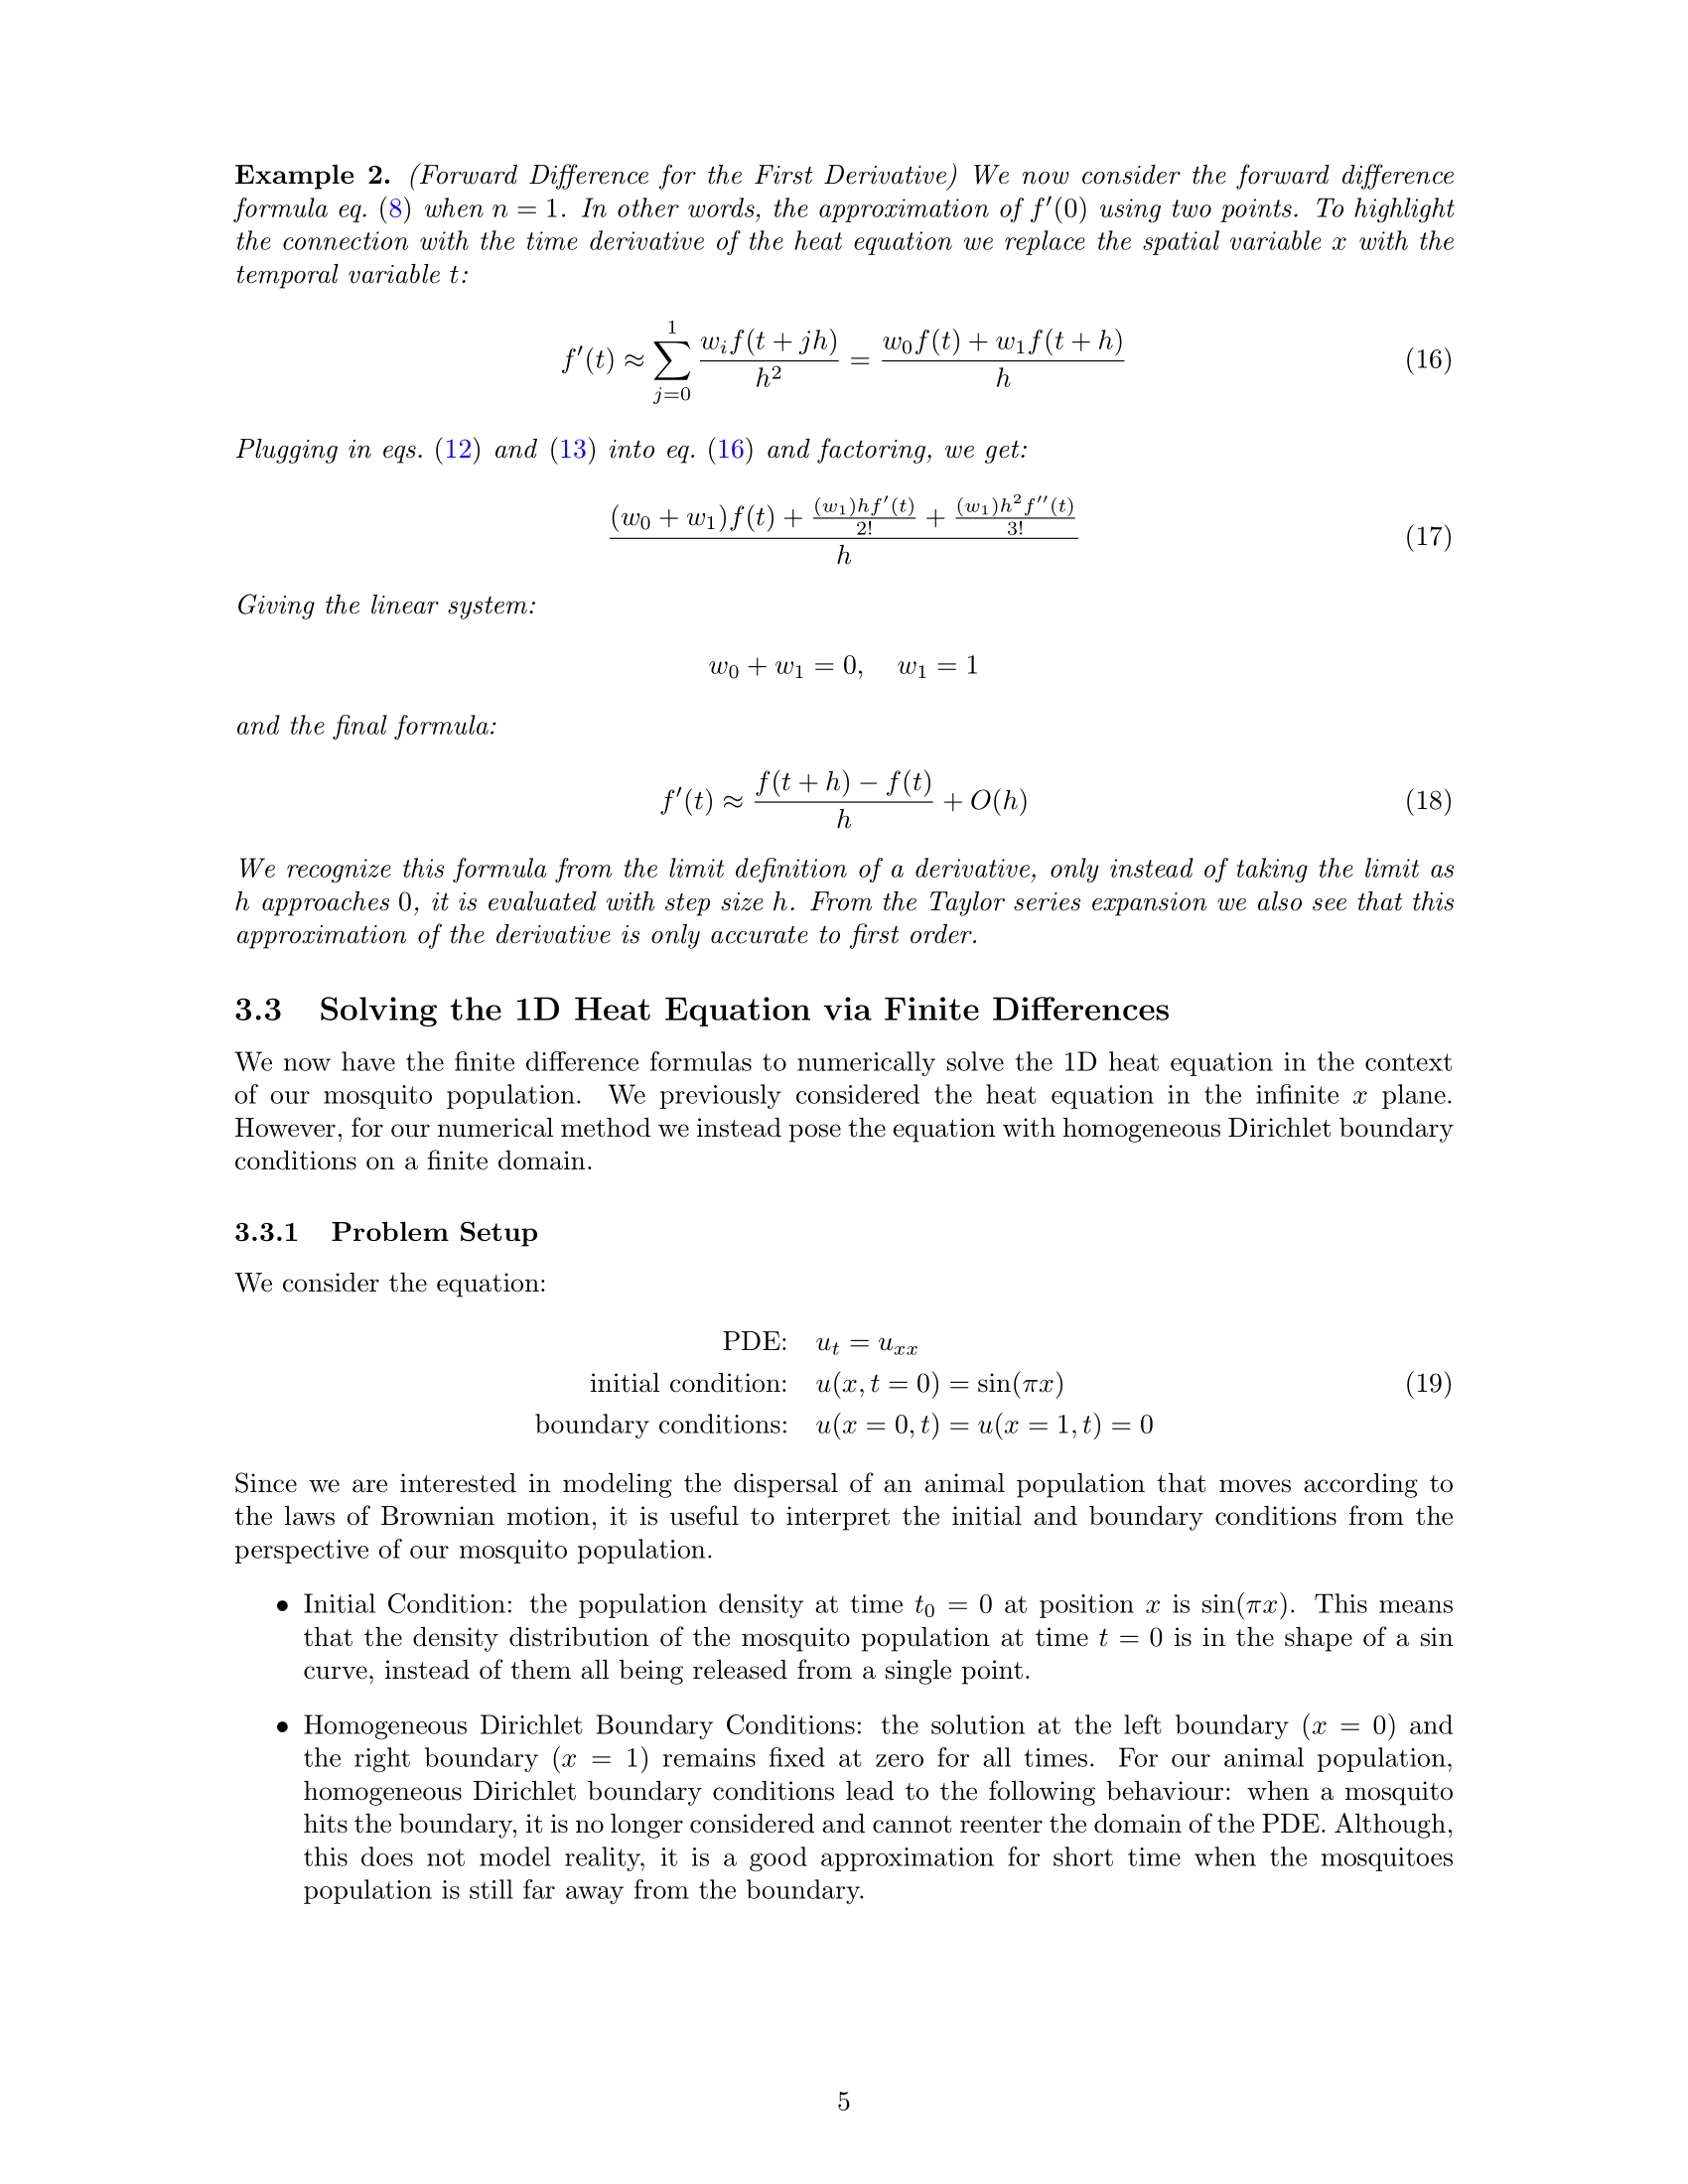 Example 2. (Forward Difference for the First Derivative) We now consider the forward difference
formula eq. (8) when n = 1. In other words, the approximation of f′(0) using two points. To highlight
the connection with the time derivative of the heat equation we replace the spatial variable x with the
temporal variable t:
f′(t) ≈ \sum_{j=0}^{1} \frac{w_i f(t + jh)}{h^2} = \frac{w_0 f(t) + w_1 f(t + h)}{h} (16)
Plugging in eqs. (12) and (13) into eq. (16) and factoring, we get:
\frac{(w_0 + w_1)f(t) + \frac{(w_1)hf′(t)}{2!} + \frac{(w_1)h^2 f′′(t)}{3!}}{h} (17)
Giving the linear system:
w_0 + w_1 = 0, w_1 = 1
and the final formula:
f′(t) ≈ \frac{f(t + h) − f(t)}{h} + O(h) (18)
We recognize this formula from the limit definition of a derivative, only instead of taking the limit as
h approaches 0, it is evaluated with step size h. From the Taylor series expansion we also see that this
approximation of the derivative is only accurate to first order.
3.3 Solving the 1D Heat Equation via Finite Differences
We now have the finite difference formulas to numerically solve the 1D heat equation in the context
of our mosquito population. We previously considered the heat equation in the infinite x plane.
However, for our numerical method we instead pose the equation with homogeneous Dirichlet boundary
conditions on a finite domain.
3.3.1 Problem Setup
We consider the equation:
PDE: u_t = u_{xx}
initial condition: u(x, t = 0) = sin(πx) (19)
boundary conditions: u(x = 0, t) = u(x = 1, t) = 0
Since we are interested in modeling the dispersal of an animal population that moves according to
the laws of Brownian motion, it is useful to interpret the initial and boundary conditions from the
perspective of our mosquito population.
• Initial Condition: the population density at time t_0 = 0 at position x is sin(πx). This means
that the density distribution of the mosquito population at time t = 0 is in the shape of a sin
curve, instead of them all being released from a single point.
• Homogeneous Dirichlet Boundary Conditions: the solution at the left boundary (x = 0) and
the right boundary (x = 1) remains fixed at zero for all times. For our animal population,
homogeneous Dirichlet boundary conditions lead to the following behaviour: when a mosquito
hits the boundary, it is no longer considered and cannot reenter the domain of the PDE. Although,
this does not model reality, it is a good approximation for short time when the mosquitoes
population is still far away from the boundary.
5